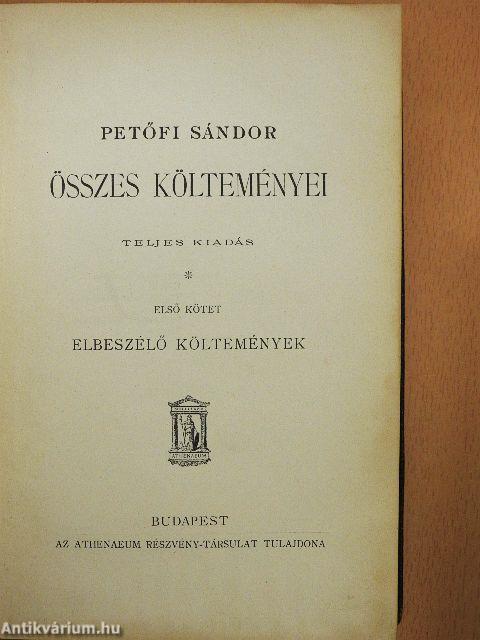 PETŐFI SÁNDOR
ÖSSZES KÖLTEMÉNYEI
TELJES KIADÁS
*
ELSŐ KÖTET
ELBESZÉLŐ KÖLTEMÉNYEK
ATHENAEUM
BUDAPEST
AZ ATHENAEUM RÉSZVÉNY-TÁRSULAT TULAJDONA
Antikvárium.hu